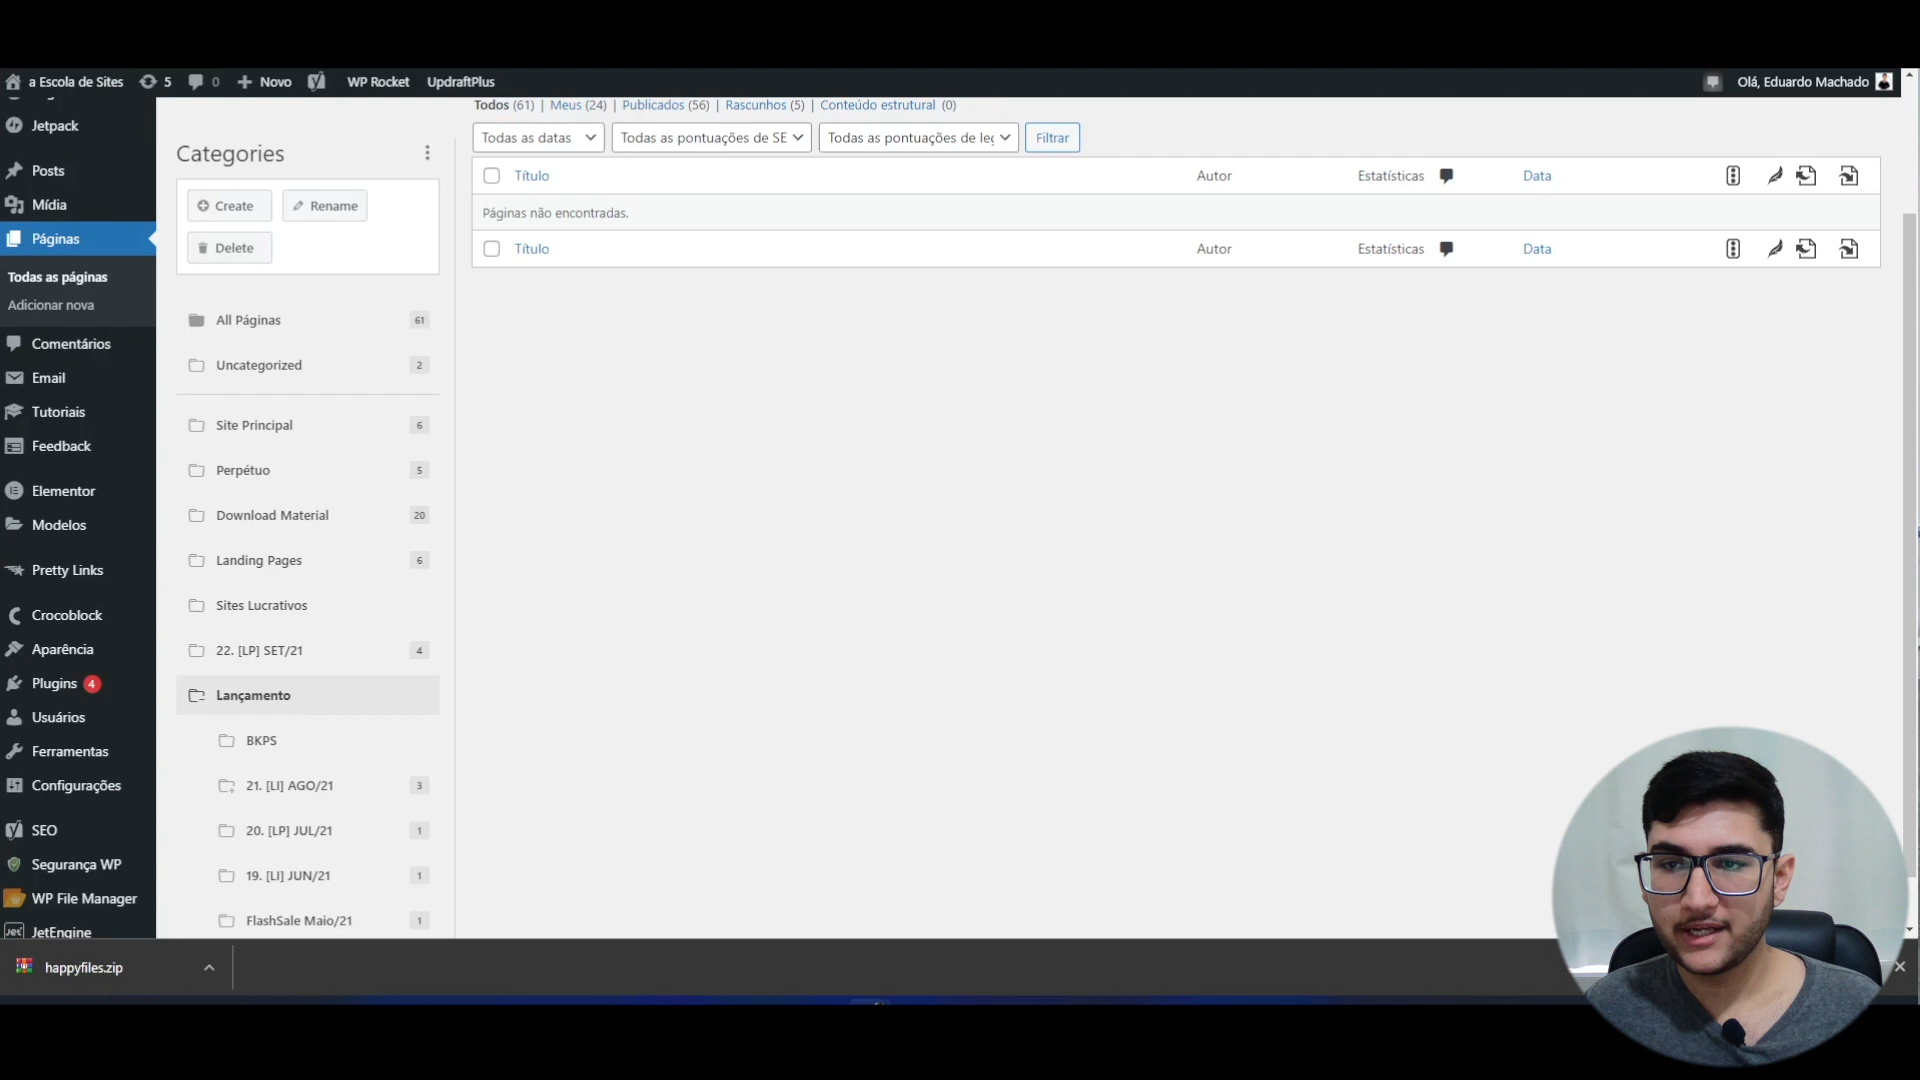 a Escola de Sites 5 0 Novo WP Rocket UpdraftPlus Olá, Eduardo Machado
Jetpack
Posts
Mídia
Páginas
Todas as páginas
Adicionar nova
Comentários
Email
Tutoriais
Feedback
Elementor
Modelos
Pretty Links
Crocoblock
Aparência
Plugins 4
Usuários
Ferramentas
Configurações
SEO
Segurança WP
WP File Manager
JetEngine
Categories
Create Rename
Delete
All Páginas 61
Uncategorized 2
Site Principal 6
Perpétuo 5
Download Material 20
Landing Pages 6
Sites Lucrativos
22. [LP] SET/21 4
Lançamento
BKPS
21. [LI] AGO/21 3
20. [LP] JUL/21 1
19. [LI] JUN/21 1
FlashSale Maio/21 1
Todos (61) | Meus (24) | Publicados (56) | Rascunhos (5) | Conteúdo estrutural (0)
Todas as datas Todas as pontuações de SE Todas as pontuações de leg Filtrar
Título Autor Estatísticas Data
Páginas não encontradas.
Título Autor Estatísticas Data
happyfiles.zip